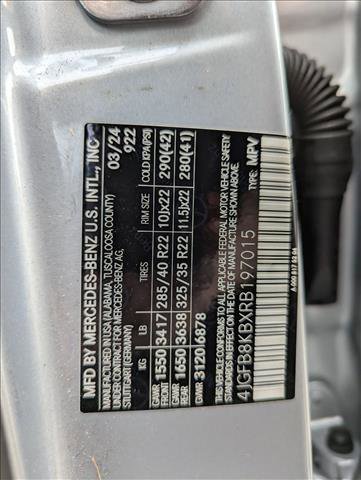 MFD BY MERCEDES-BENZ U.S. INTL., INC.
MANUFACTURED IN USA (ALABAMA, TUSCALOOSA COUNTY)
UNDER CONTRACT FOR MERCEDES-BENZ AG,
STUTTGART (GERMANY)
03/24
922
KG LB TIRES RIM SIZE COLD KPA(PSI)
GAWR FRONT 1550 3417 285/40 R22 10Jx22 290(42)
GAWR REAR 1650 3638 325/35 R22 11.5Jx22 280(41)
GVWR 3120 6878
THIS VEHICLE CONFORMS TO ALL APPLICABLE FEDERAL MOTOR VEHICLE SAFETY
STANDARDS IN EFFECT ON THE DATE OF MANUFACTURE SHOWN ABOVE.
4JGFB8KBXRB197015 TYPE: MPV